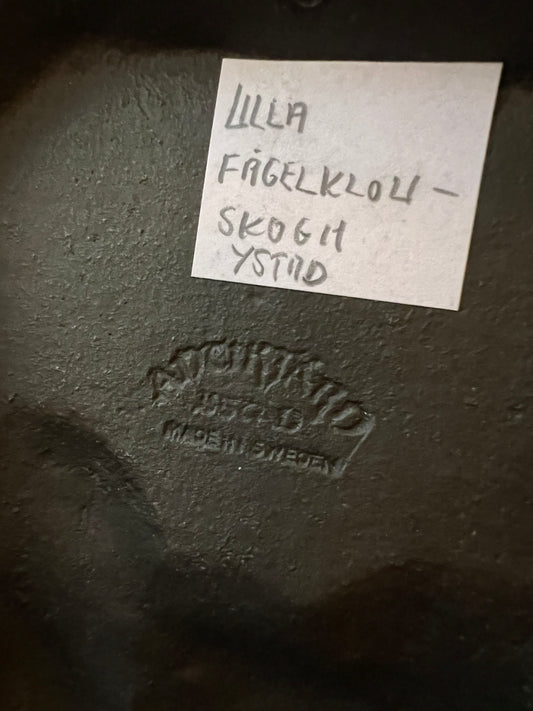 LILLA
FÅGELKLOU –
SKOGH
YSTAD
MADE IN SWEDEN